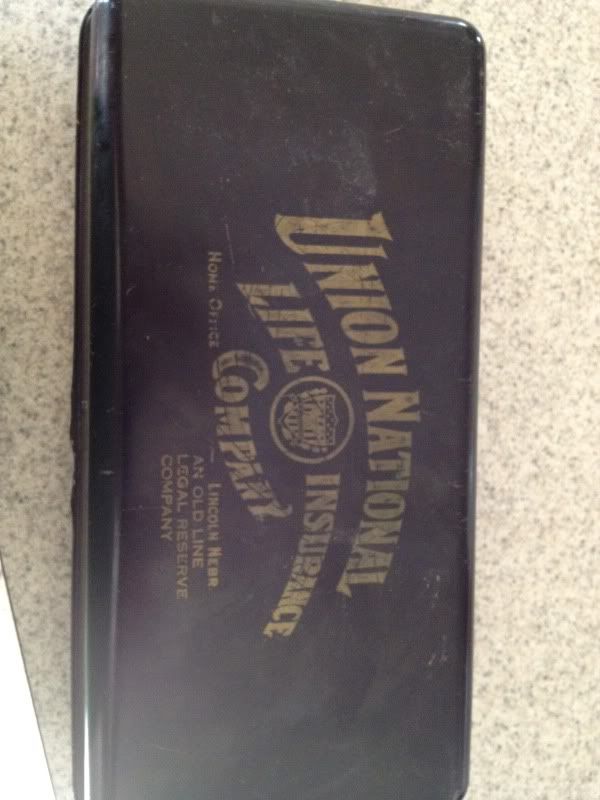 UNION NATIONAL
LIFE INSURANCE
COMPANY
HOME OFFICE — LINCOLN NEBR.
AN OLD LINE
LEGAL RESERVE
COMPANY